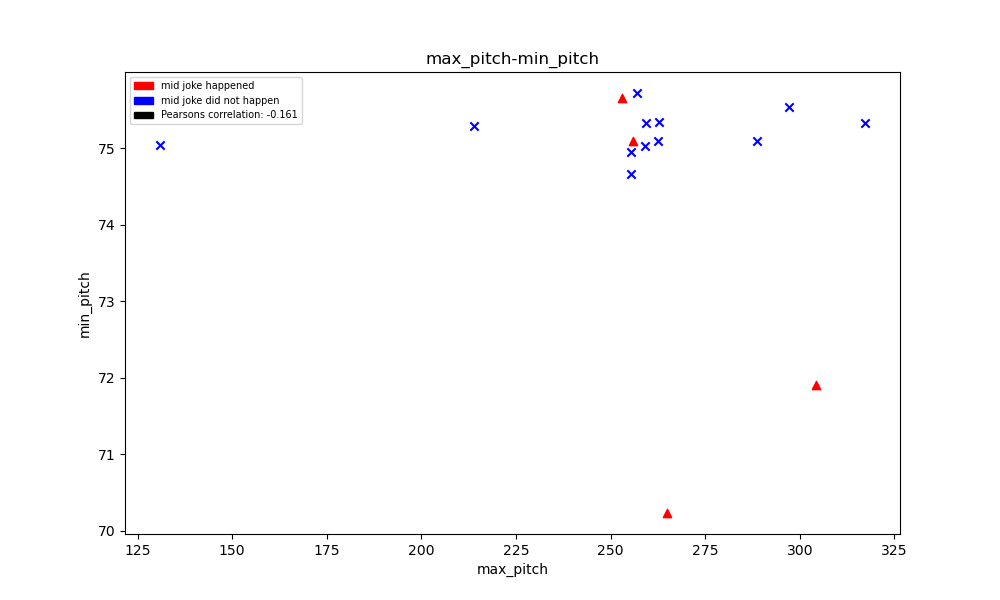 max_pitch-min_pitch
mid joke happened
mid joke did not happen
Pearsons correlation: -0.161
75
74
73
72
71
70
min_pitch
125
150
175
200
225
250
275
300
325
max_pitch